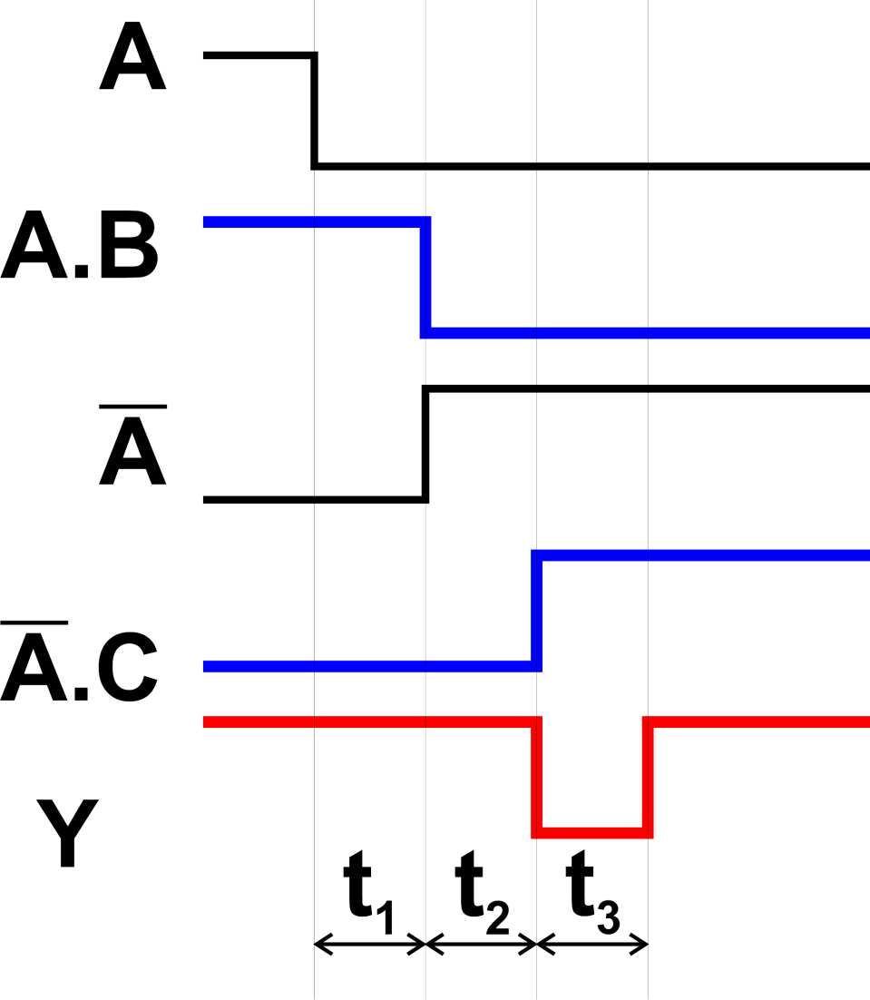 A
A.B
A̅
A̅.C
Y
t₁ t₂ t₃